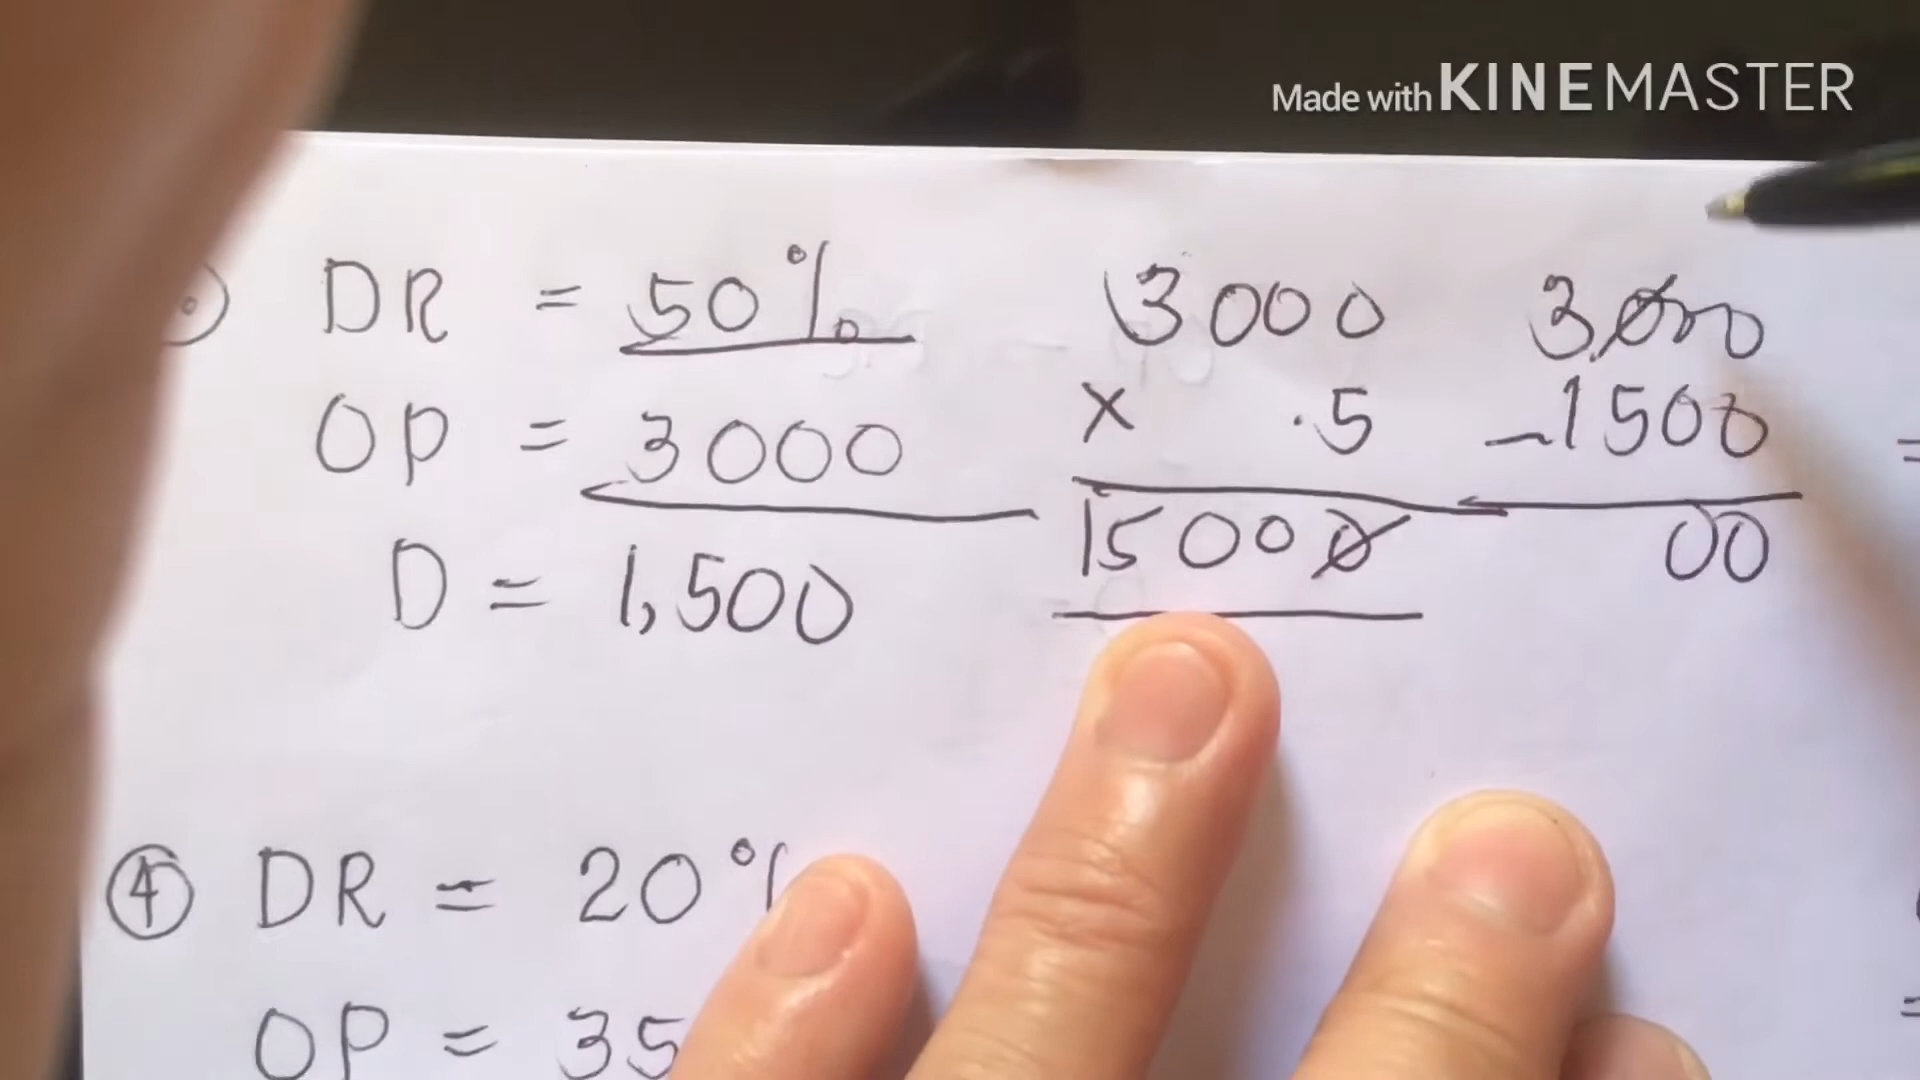 Made with KINEMASTER
DR = 50% 3000 3000
OP = 3000 x .5 -1500
D = 1,500 15000 00
④ DR = 20%
OP = 35